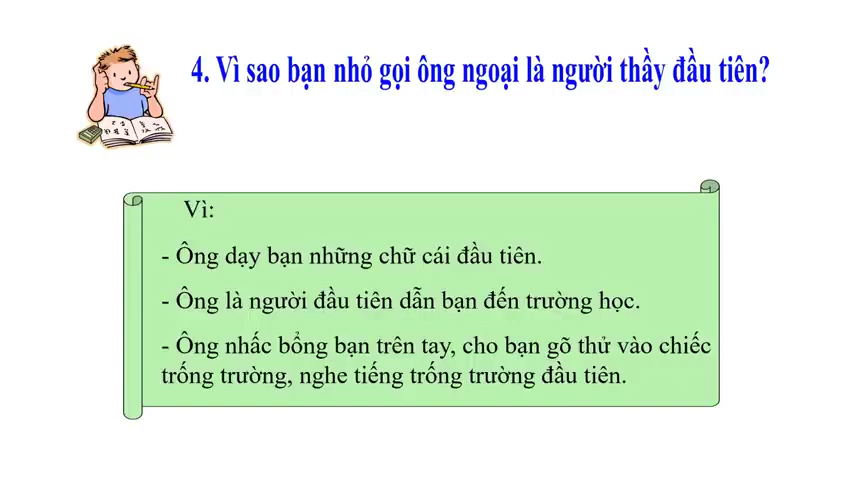 4. Vì sao bạn nhỏ gọi ông ngoại là người thầy đầu tiên?
Vì:
- Ông dạy bạn những chữ cái đầu tiên.
- Ông là người đầu tiên dẫn bạn đến trường học.
- Ông nhấc bổng bạn trên tay, cho bạn gõ thử vào chiếc
trống trường, nghe tiếng trống trường đầu tiên.